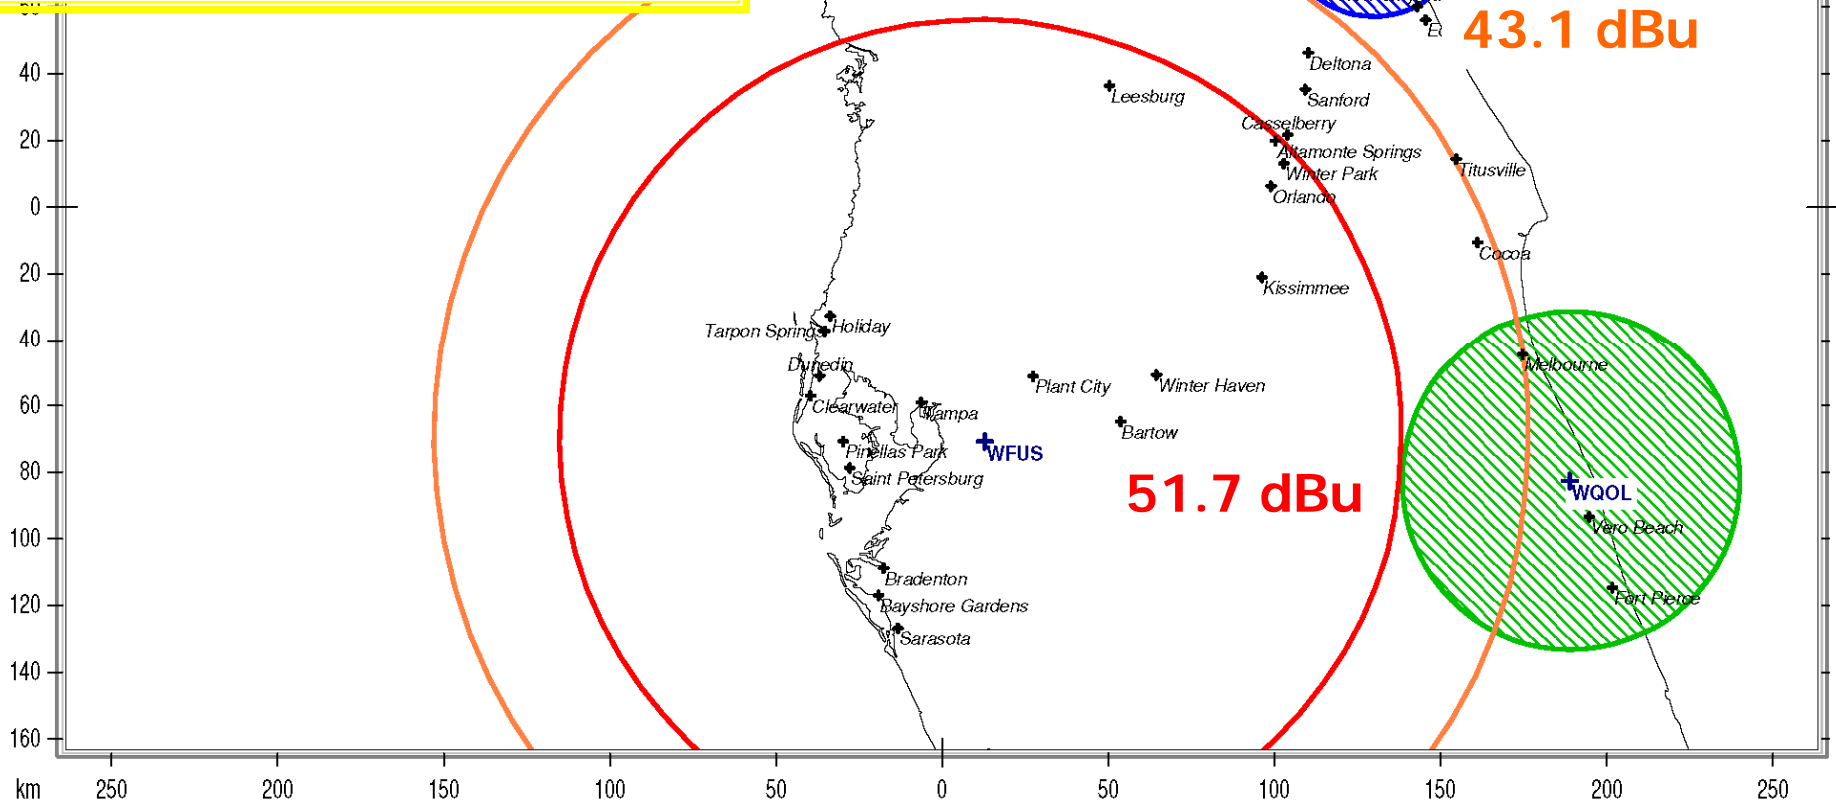 43.1 dBu
40
Deltona
Leesburg
Sanford
Casselberry
20
Altamonte Springs
Titusville
Winter Park
Orlando
0
Cocoa
20
Kissimmee
Holiday
Tarpon Springs
40
Dunedin
Melbourne
Plant City
Winter Haven
60
Clearwater
Tampa
Bartow
Pinellas Park
WFUS
80
Saint Petersburg
51.7 dBu
WQOL
Vero Beach
100
Bradenton
120
Bayshore Gardens
Fort Pierce
Sarasota
140
160
km 250 200 150 100 50 0 50 100 150 200 250